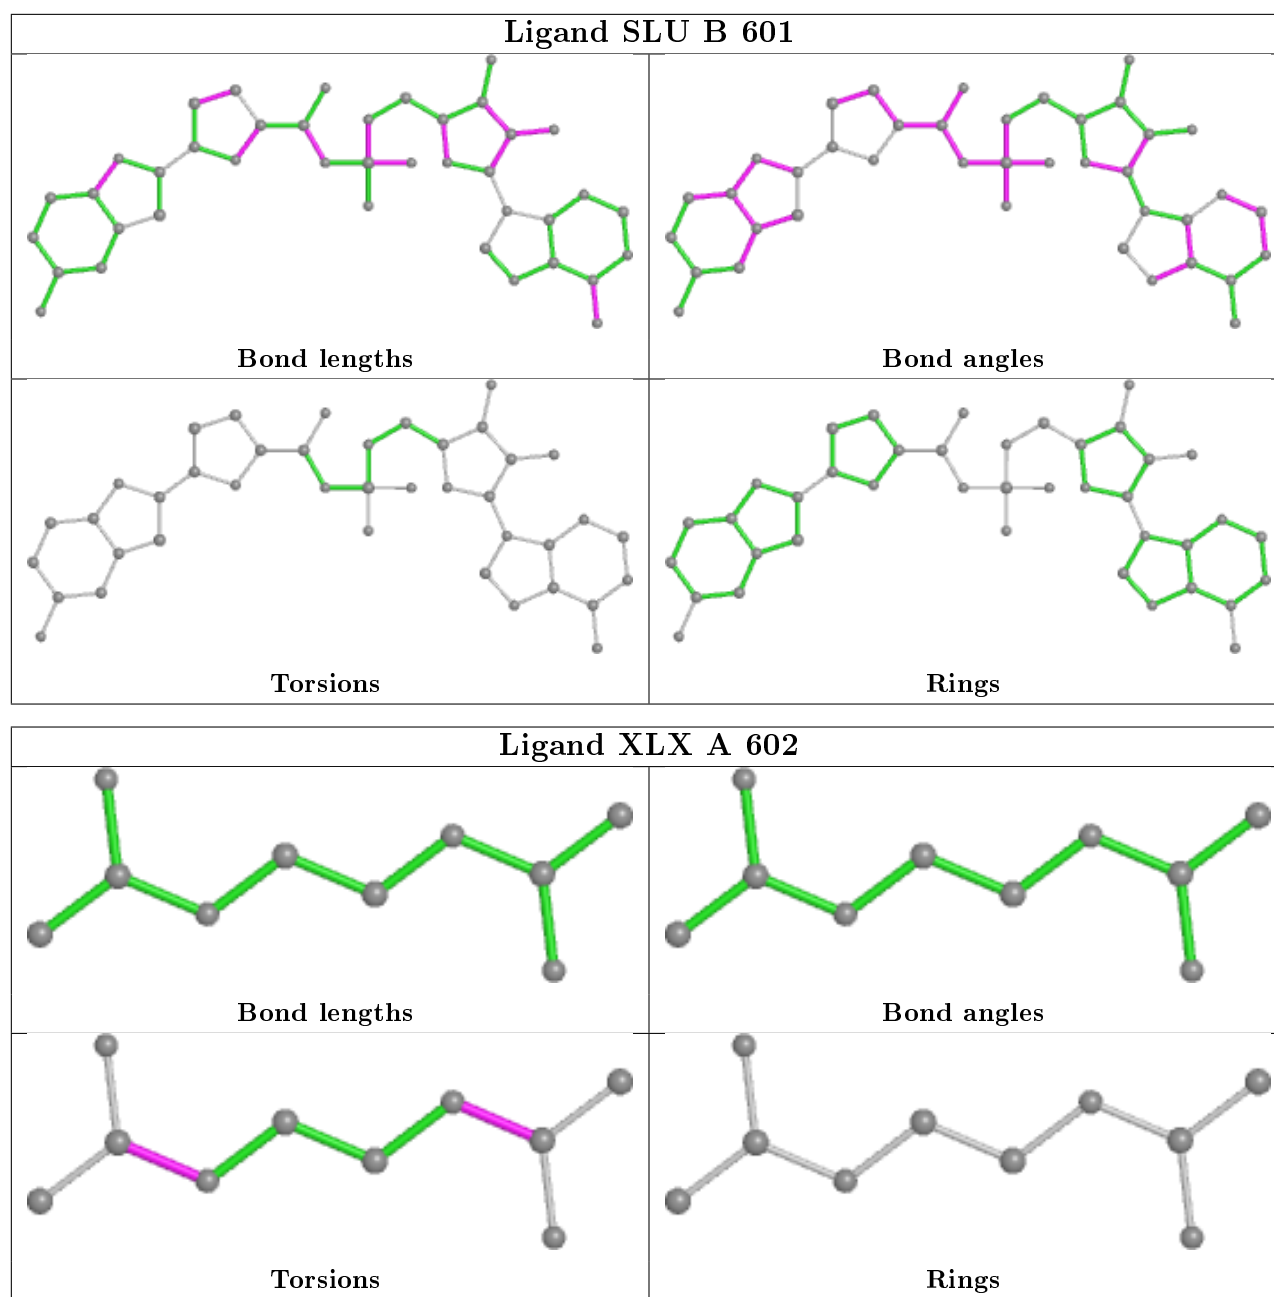 Ligand SLU B 601
Bond lengths
Bond angles
Torsions
Rings
Ligand XLX A 602
Bond lengths
Bond angles
Torsions
Rings